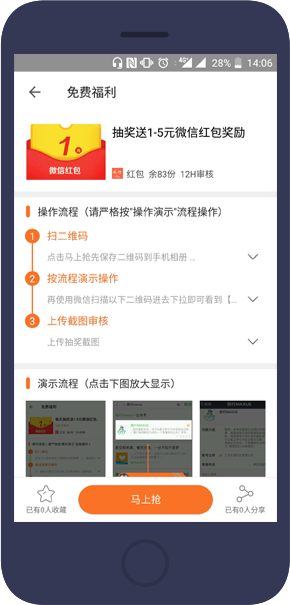 4G 28% 14:06
免费福利
抽奖送1-5元微信红包奖励
1元
微信红包
红包 余83份 12H审核
操作流程（请严格按"操作演示"流程操作）
1 扫二维码
点击马上抢先保存二维码到手机相册 ...
2 按流程演示操作
再使用微信扫描以下二维码进去下拉即可看到【...
3 上传截图审核
上传抽奖截图
演示流程（点击下图放大显示）
免费福利
已有0人收藏
马上抢
已有0人分享